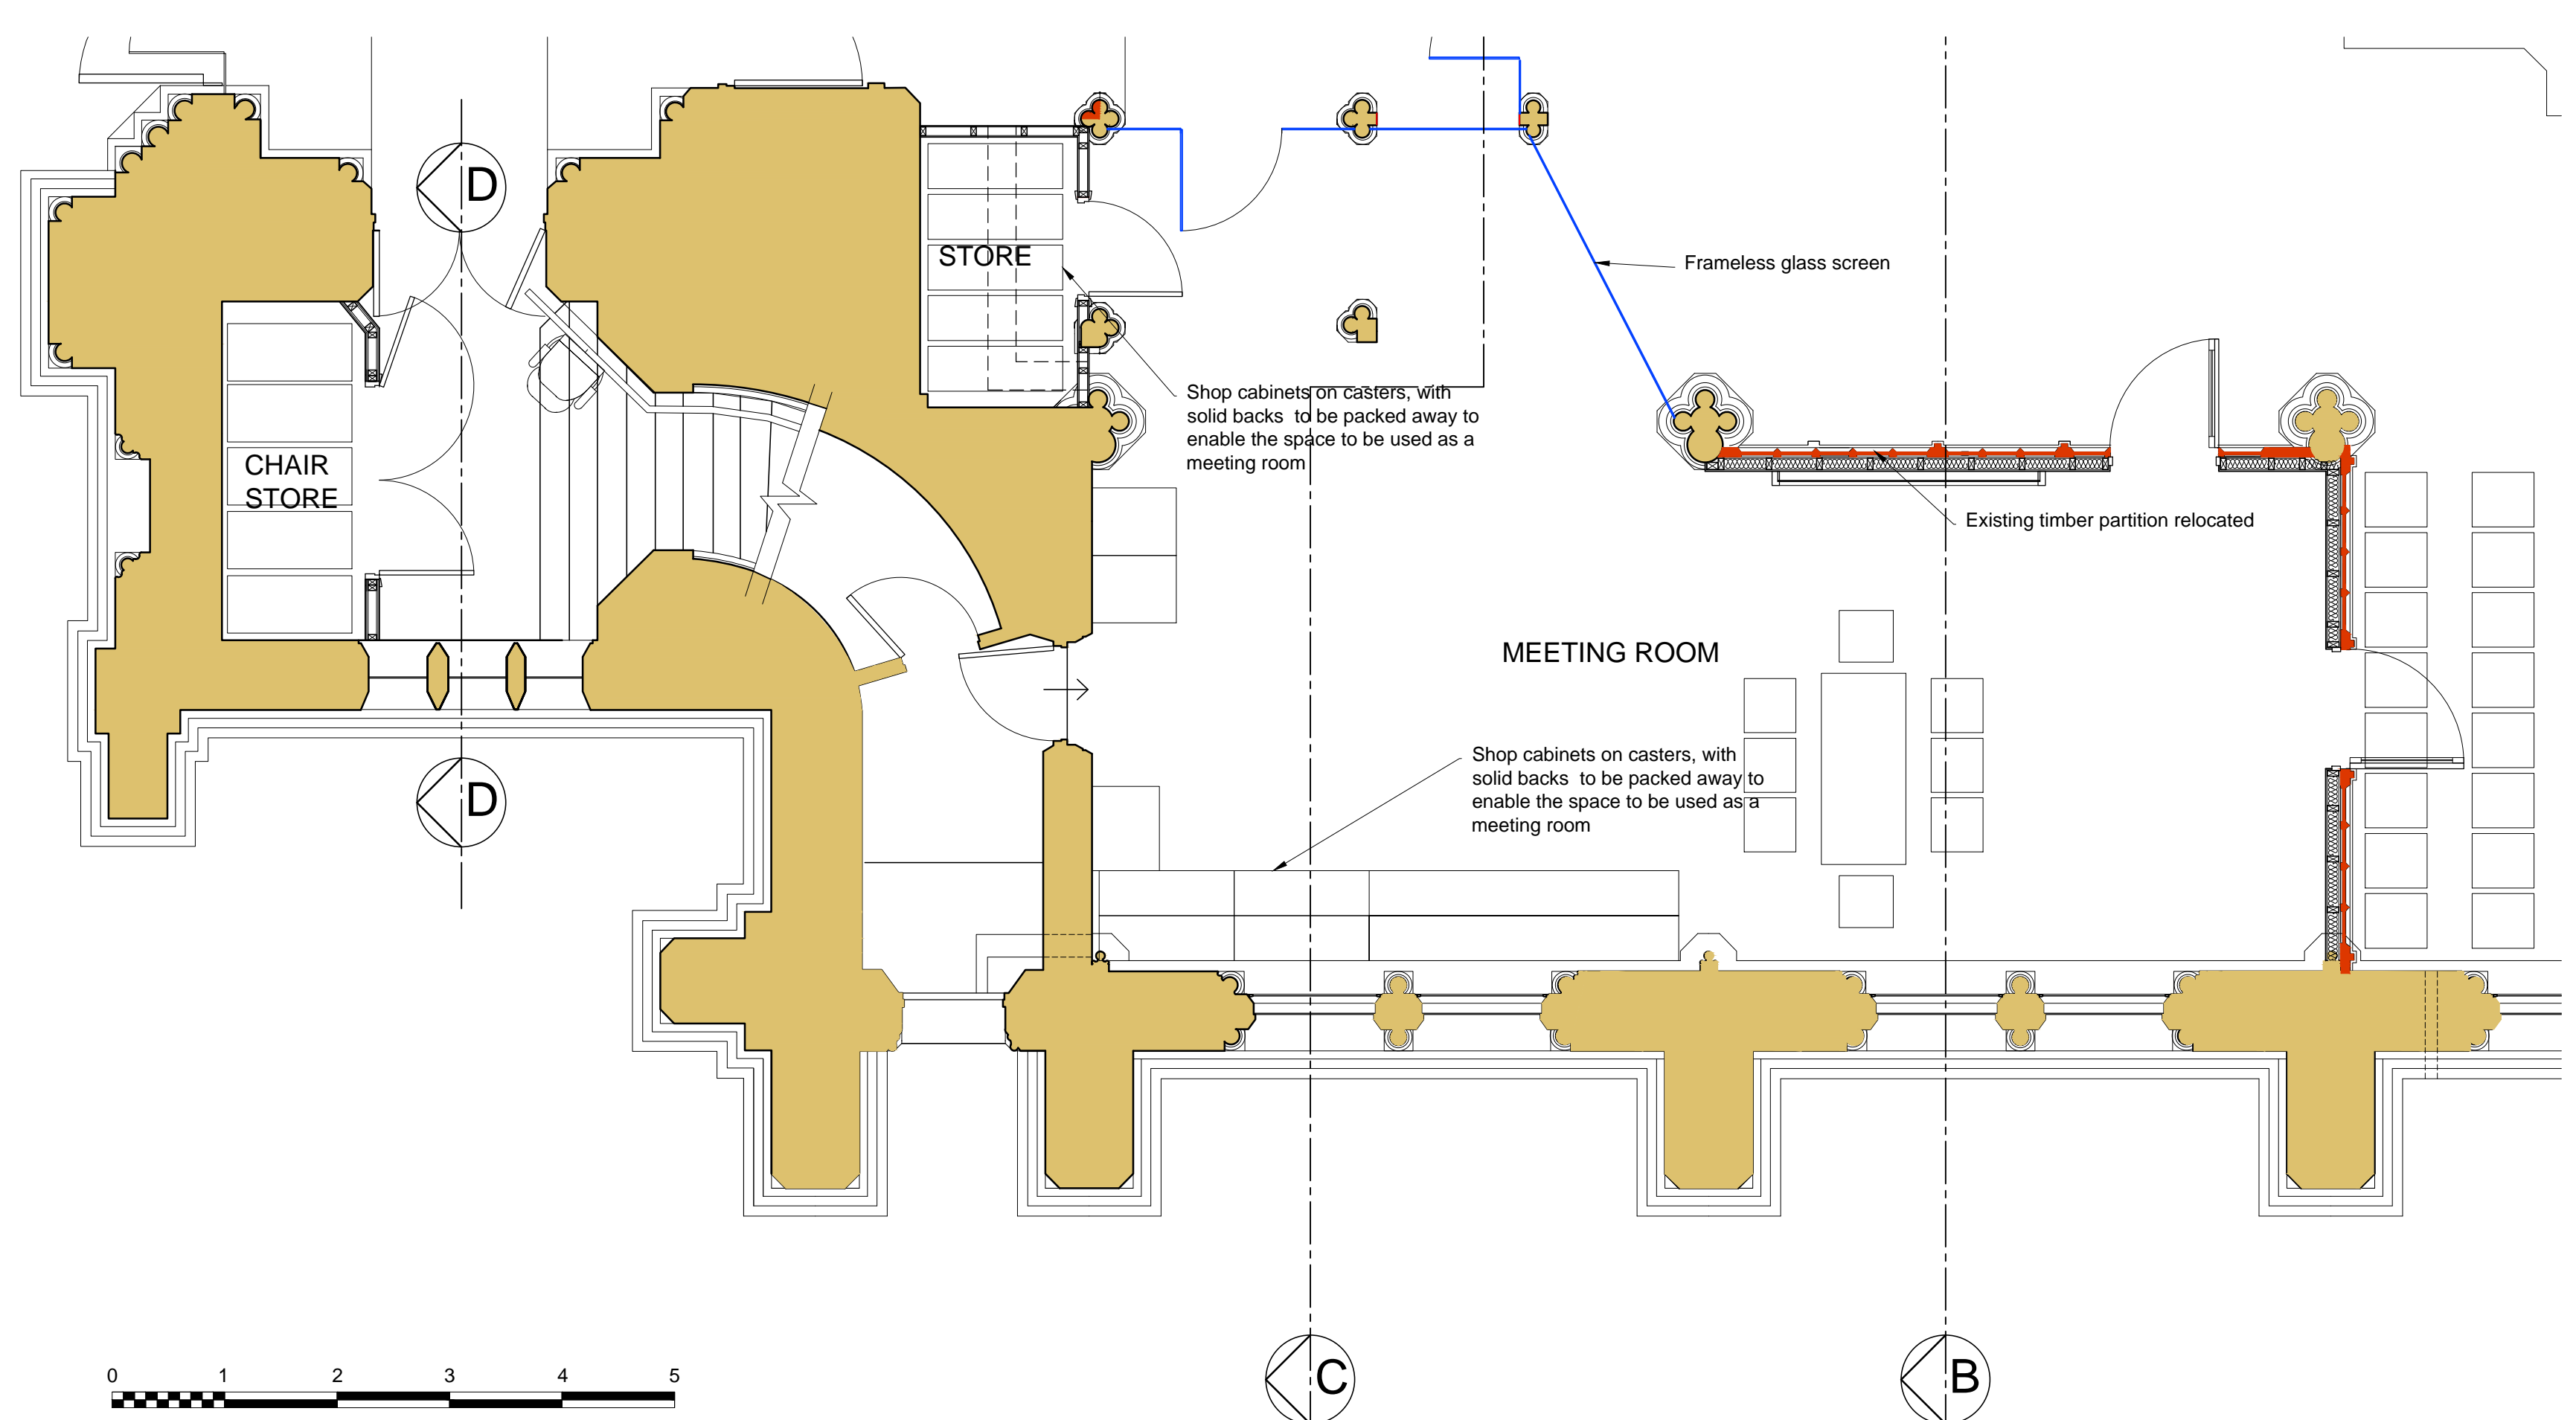 D
STORE
Frameless glass screen
Shop cabinets on casters, with
solid backs to be packed away to
enable the space to be used as a
meeting room
CHAIR
STORE
Existing timber partition relocated
MEETING ROOM
Shop cabinets on casters, with
solid backs to be packed away to
enable the space to be used as a
meeting room
D
0 1 2 3 4 5
C
B